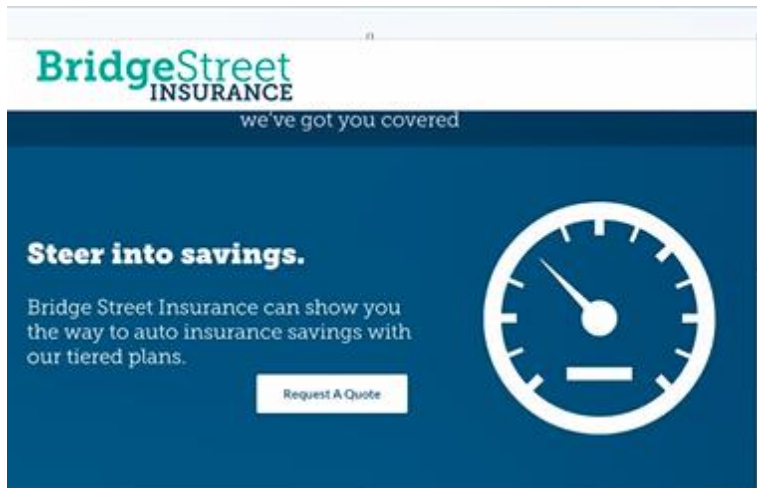 BridgeStreet
INSURANCE
we've got you covered
Steer into savings.
Bridge Street Insurance can show you
the way to auto insurance savings with
our tiered plans.
Request A Quote